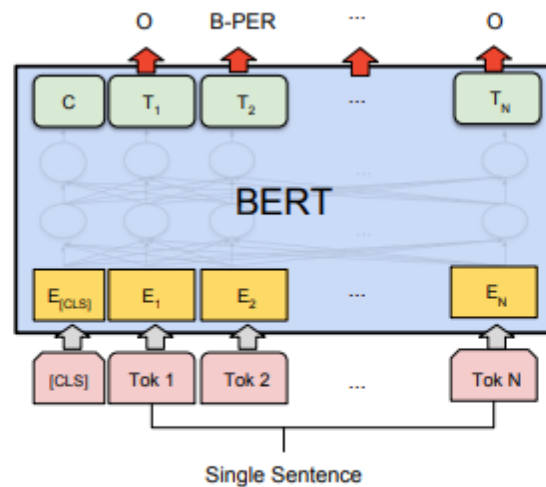 O B-PER ... O
C T1 T2 ... TN
...
BERT
...
E[CLS] E1 E2 ... EN
[CLS] Tok 1 Tok 2 ... Tok N
Single Sentence